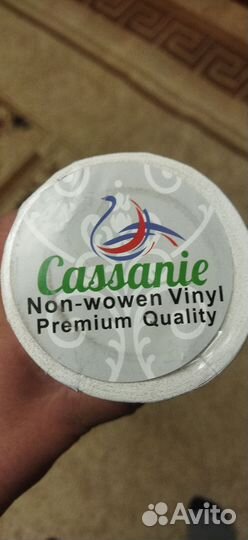 Cassanie
Non-wowen Vinyl
Premium Quality
Avito